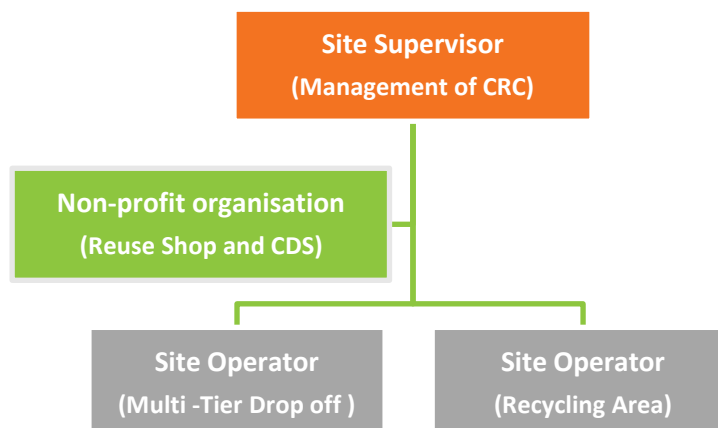 Site Supervisor
(Management of CRC)
Non-profit organisation
(Reuse Shop and CDS)
Site Operator
(Multi -Tier Drop off )
Site Operator
(Recycling Area)